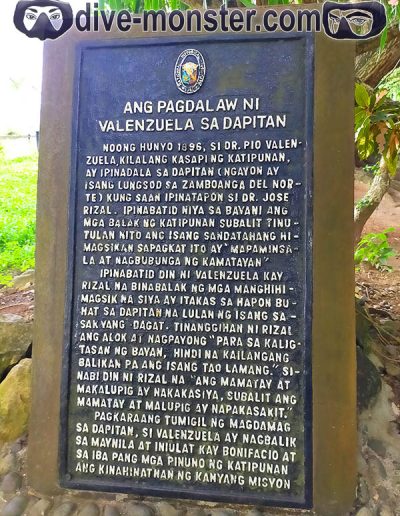 dive-monster.com
ANG PAGDALAW NI
VALENZUELA SA DAPITAN
NOONG HUNYO 1896, SI DR. PIO VALEN-
ZUELA KILALANG KASAPI NG KATIPUNAN,
AY IPINADALA SA DAPITAN (NGAYON AY
ISANG LUNGSOD SA ZAMBOANGA DEL NOR-
TE) KUNG SAAN IPINATAPON SI DR. JOSE
RIZAL. IPINABATID NIYA SA BAYANI ANG
MGA BALAK NG KATIPUNAN SUBALIT TINU-
TULAN NITO ANG ISANG SANDATAHANG HI-
MAGSIKAN SAPAGKAT ITO AY "MAPAMINSA-
LA AT NAGBUBUNGA NG KAMATAYAN"
IPINABATID DIN NI VALENZUELA KAY
RIZAL NA BINABALAK NG MGA MANGHIHI-
MAGSIK NA SIYA AY ITAKAS SA HAPON BU-
HAT SA DAPITAN NA LULAN NG ISANG SA-
SAKYANG-DAGAT. TINANGGIHAN NI RIZAL
ANG ALOK AT NAGPAYONG "PARA SA KALIG-
TASAN NG BAYAN, HINDI NA KAILANGANG
BALIKAN PA ANG ISANG TAO LAMANG." SI-
NABI DIN NI RIZAL NA "ANG MAMATAY AT
MAKALUPIG AY NAKAKASIYA, SUBALIT ANG
MAMATAY AT MALUPIG AY NAPAKASAKIT."
PAGKARAANG TUMIGIL NG MAGDAMAG
SA DAPITAN, SI VALENZUELA AY NAGBALIK
SA MAYNILA AT INIULAT KAY BONIFACIO AT
SA IBA PANG MGA PINUNO NG KATIPUNAN
ANG KINAHINATNAN NG KANYANG MISYON